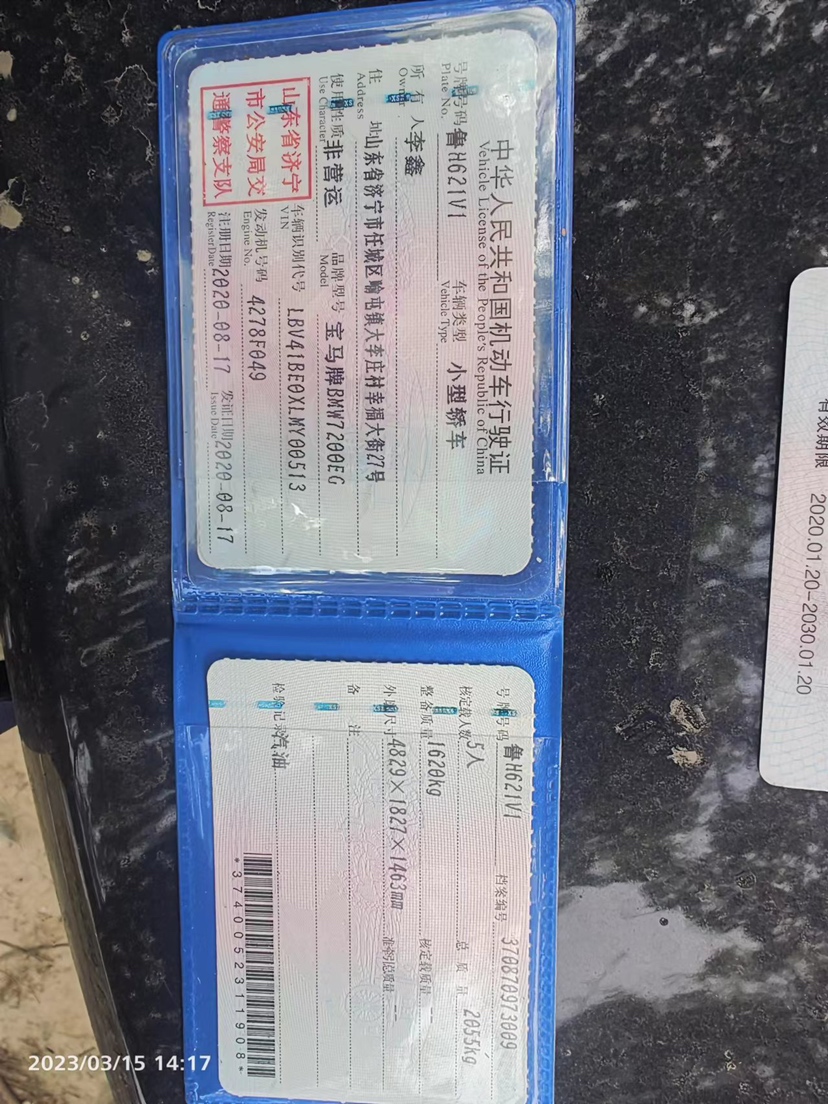 中华人民共和国机动车行驶证
Vehicle License of the People's Republic of China
号牌号码 鲁H621V1 车辆类型 小型轿车
Plate No. Vehicle Type
所有人 李鑫
Owner
住址 山东省济宁市任城区喻屯镇大李庄村幸福大街27号
Address
使用性质 非营运 品牌型号 宝马牌BMW7200EG
Use Character Model
山东省济宁
市公安局交
通警察支队
车辆识别代号 LBV41BE0XLMY00513
VIN
发动机号码 4278F049
Engine No.
注册日期 2020-08-17 发证日期 2020-08-17
Register Date Issue Date
号牌号码 鲁H621V1 档案编号 370870973009
核定载人数 5人 总质量 2055kg
整备质量 1620kg 核定载质量 --
外廓尺寸 4829×1827×1463mm 准牵引总质量 --
备注
检验记录 汽油
*3740052311908*
有效期限 2020.01.20-2030.01.20
2023/03/15 14:17